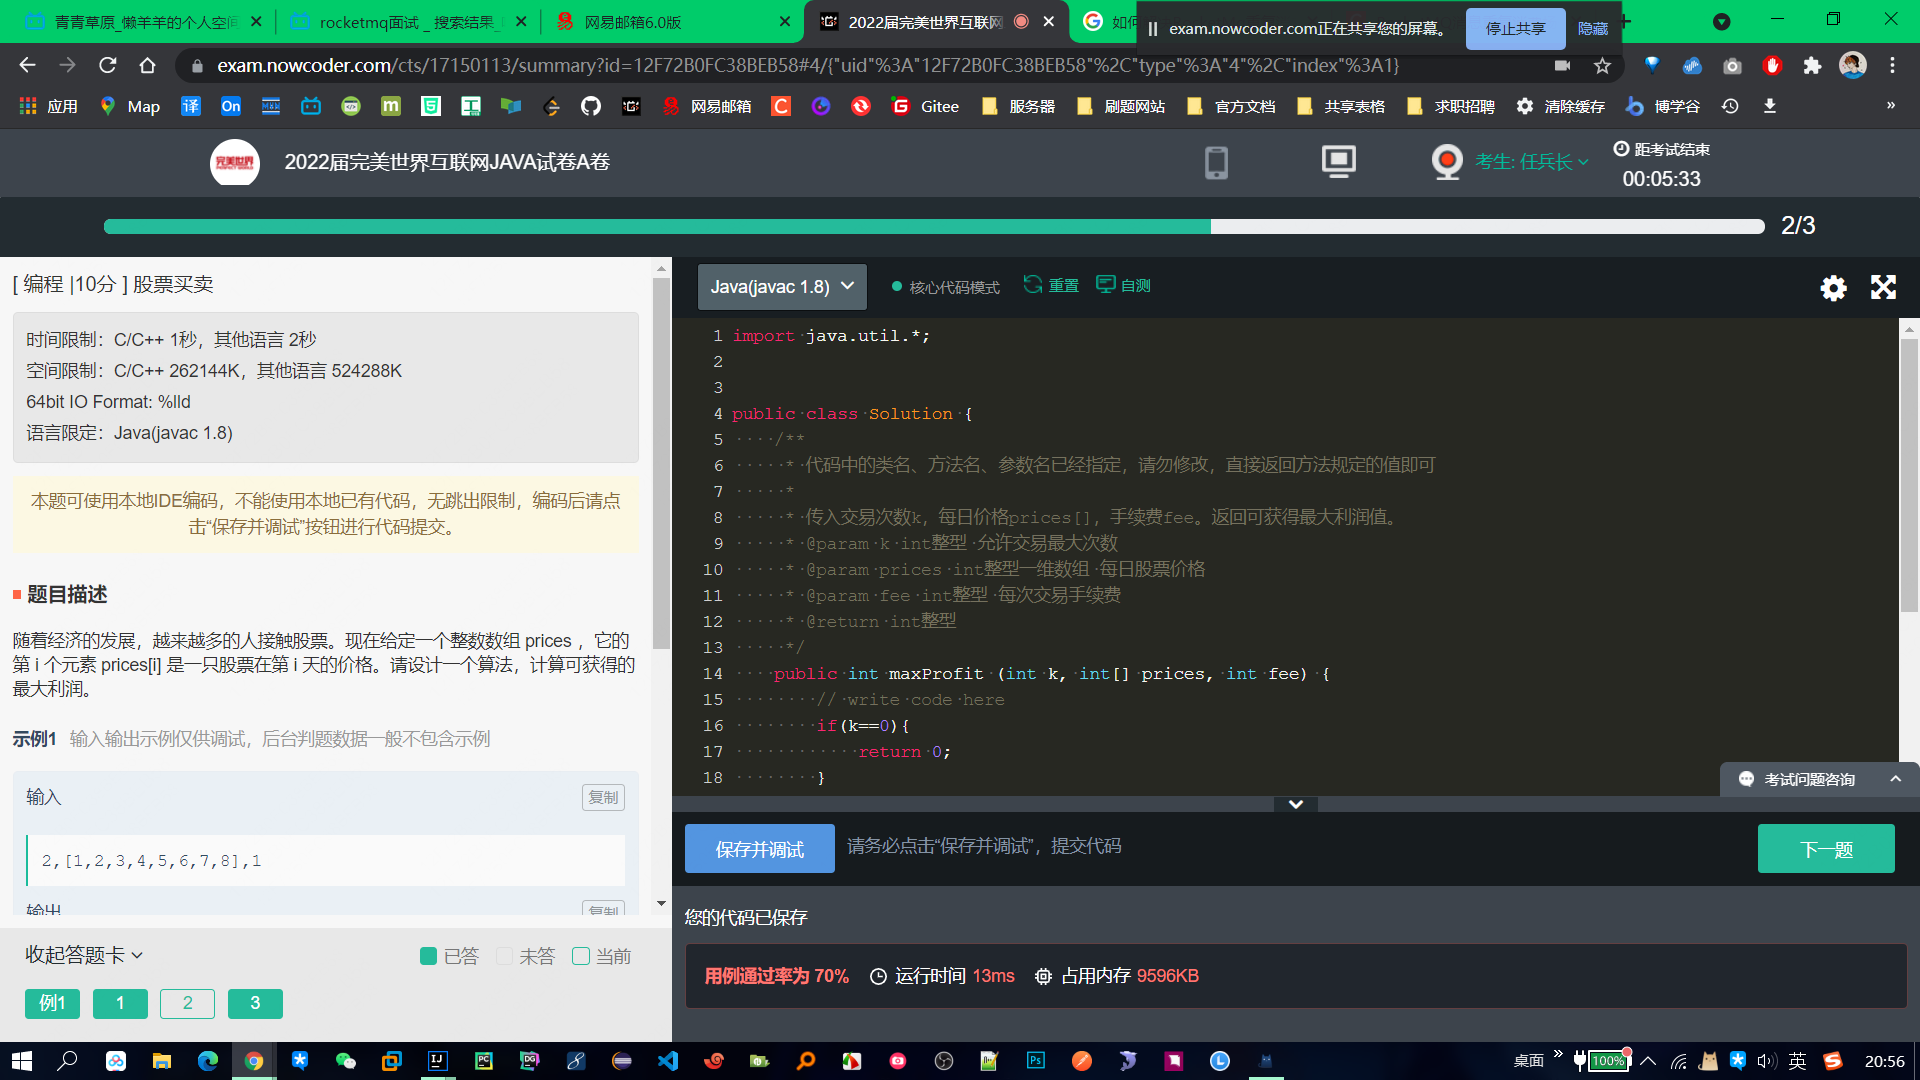 青青草原_懒羊羊的个人空间
rocketmq面试 _ 搜索结果_
网易邮箱6.0版
2022届完美世界互联网
如何
exam.nowcoder.com正在共享您的屏幕。
停止共享
隐藏
exam.nowcoder.com/cts/17150113/summary?id=12F72B0FC38BEB58#4/{"uid"%3A"12F72B0FC38BEB58"%2C"type"%3A"4"%2C"index"%3A1}
应用
Map
译
On
网易邮箱
Gitee
服务器
刷题网站
官方文档
共享表格
求职招聘
清除缓存
博学谷
»
完美世界
2022届完美世界互联网JAVA试卷A卷
考生: 任兵长
距考试结束
00:05:33
2/3
[ 编程 |10分 ] 股票买卖
时间限制：C/C++ 1秒，其他语言 2秒
空间限制：C/C++ 262144K，其他语言 524288K
64bit IO Format: %lld
语言限定：Java(javac 1.8)
本题可使用本地IDE编码，不能使用本地已有代码，无跳出限制，编码后请点
击“保存并调试”按钮进行代码提交。
题目描述
随着经济的发展，越来越多的人接触股票。现在给定一个整数数组 prices ，它的
第 i 个元素 prices[i] 是一只股票在第 i 天的价格。请设计一个算法，计算可获得的
最大利润。
示例1 输入输出示例仅供调试，后台判题数据一般不包含示例
输入
复制
2,[1,2,3,4,5,6,7,8],1
输出
复制
收起答题卡
已答
未答
当前
例1
1
2
3
Java(javac 1.8)
核心代码模式
重置
自测
1 import java.util.*;
2
3
4 public class Solution {
5 /**
6 * 代码中的类名、方法名、参数名已经指定，请勿修改，直接返回方法规定的值即可
7 *
8 * 传入交易次数k，每日价格prices[]，手续费fee。返回可获得最大利润值。
9 * @param k int整型 允许交易最大次数
10 * @param prices int整型一维数组 每日股票价格
11 * @param fee int整型 每次交易手续费
12 * @return int整型
13 */
14 public int maxProfit (int k, int[] prices, int fee) {
15 // write code here
16 if(k==0){
17 return 0;
18 }
考试问题咨询
保存并调试
请务必点击“保存并调试”，提交代码
下一题
您的代码已保存
用例通过率为 70%
运行时间 13ms
占用内存 9596KB
桌面
»
100%
英
20:56